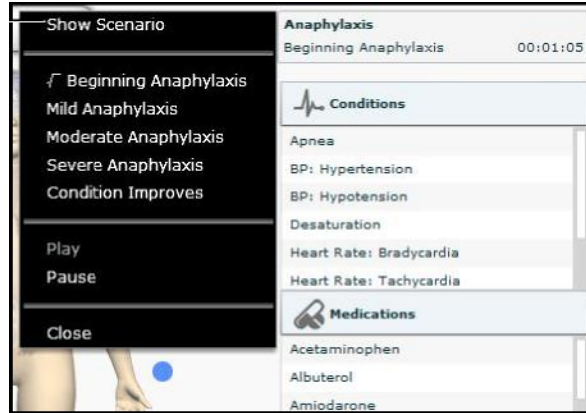 Show Scenario
√ Beginning Anaphylaxis
Mild Anaphylaxis
Moderate Anaphylaxis
Severe Anaphylaxis
Condition Improves
Play
Pause
Close
Anaphylaxis
Beginning Anaphylaxis 00:01:05
Conditions
Apnea
BP: Hypertension
BP: Hypotension
Desaturation
Heart Rate: Bradycardia
Heart Rate: Tachycardia
Medications
Acetaminophen
Albuterol
Amiodarone